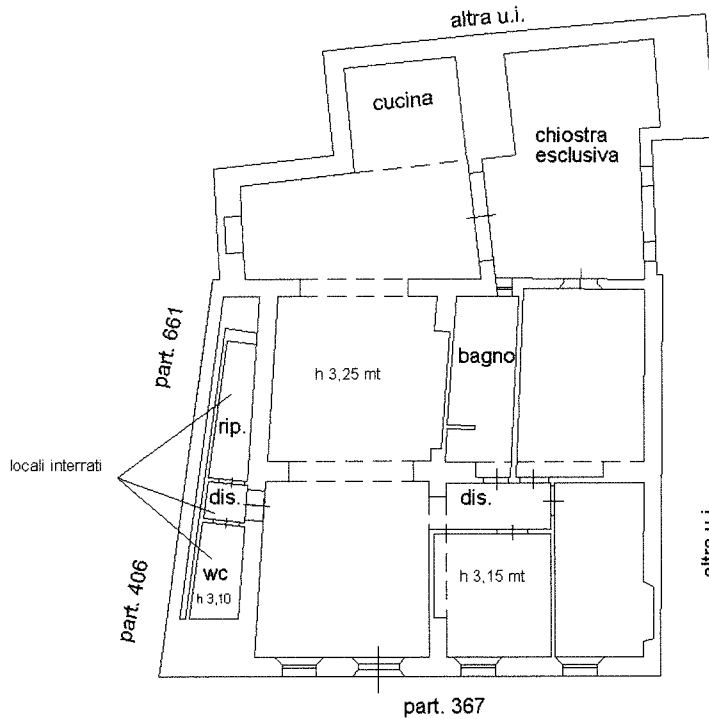 altra u.i.
cucina
chiostra
esclusiva
part. 661
h 3,25 mt
bagno
rip.
locali interrati
dis.
dis.
altra u.i.
wc
h 3,10
h 3,15 mt
part. 406
part. 367